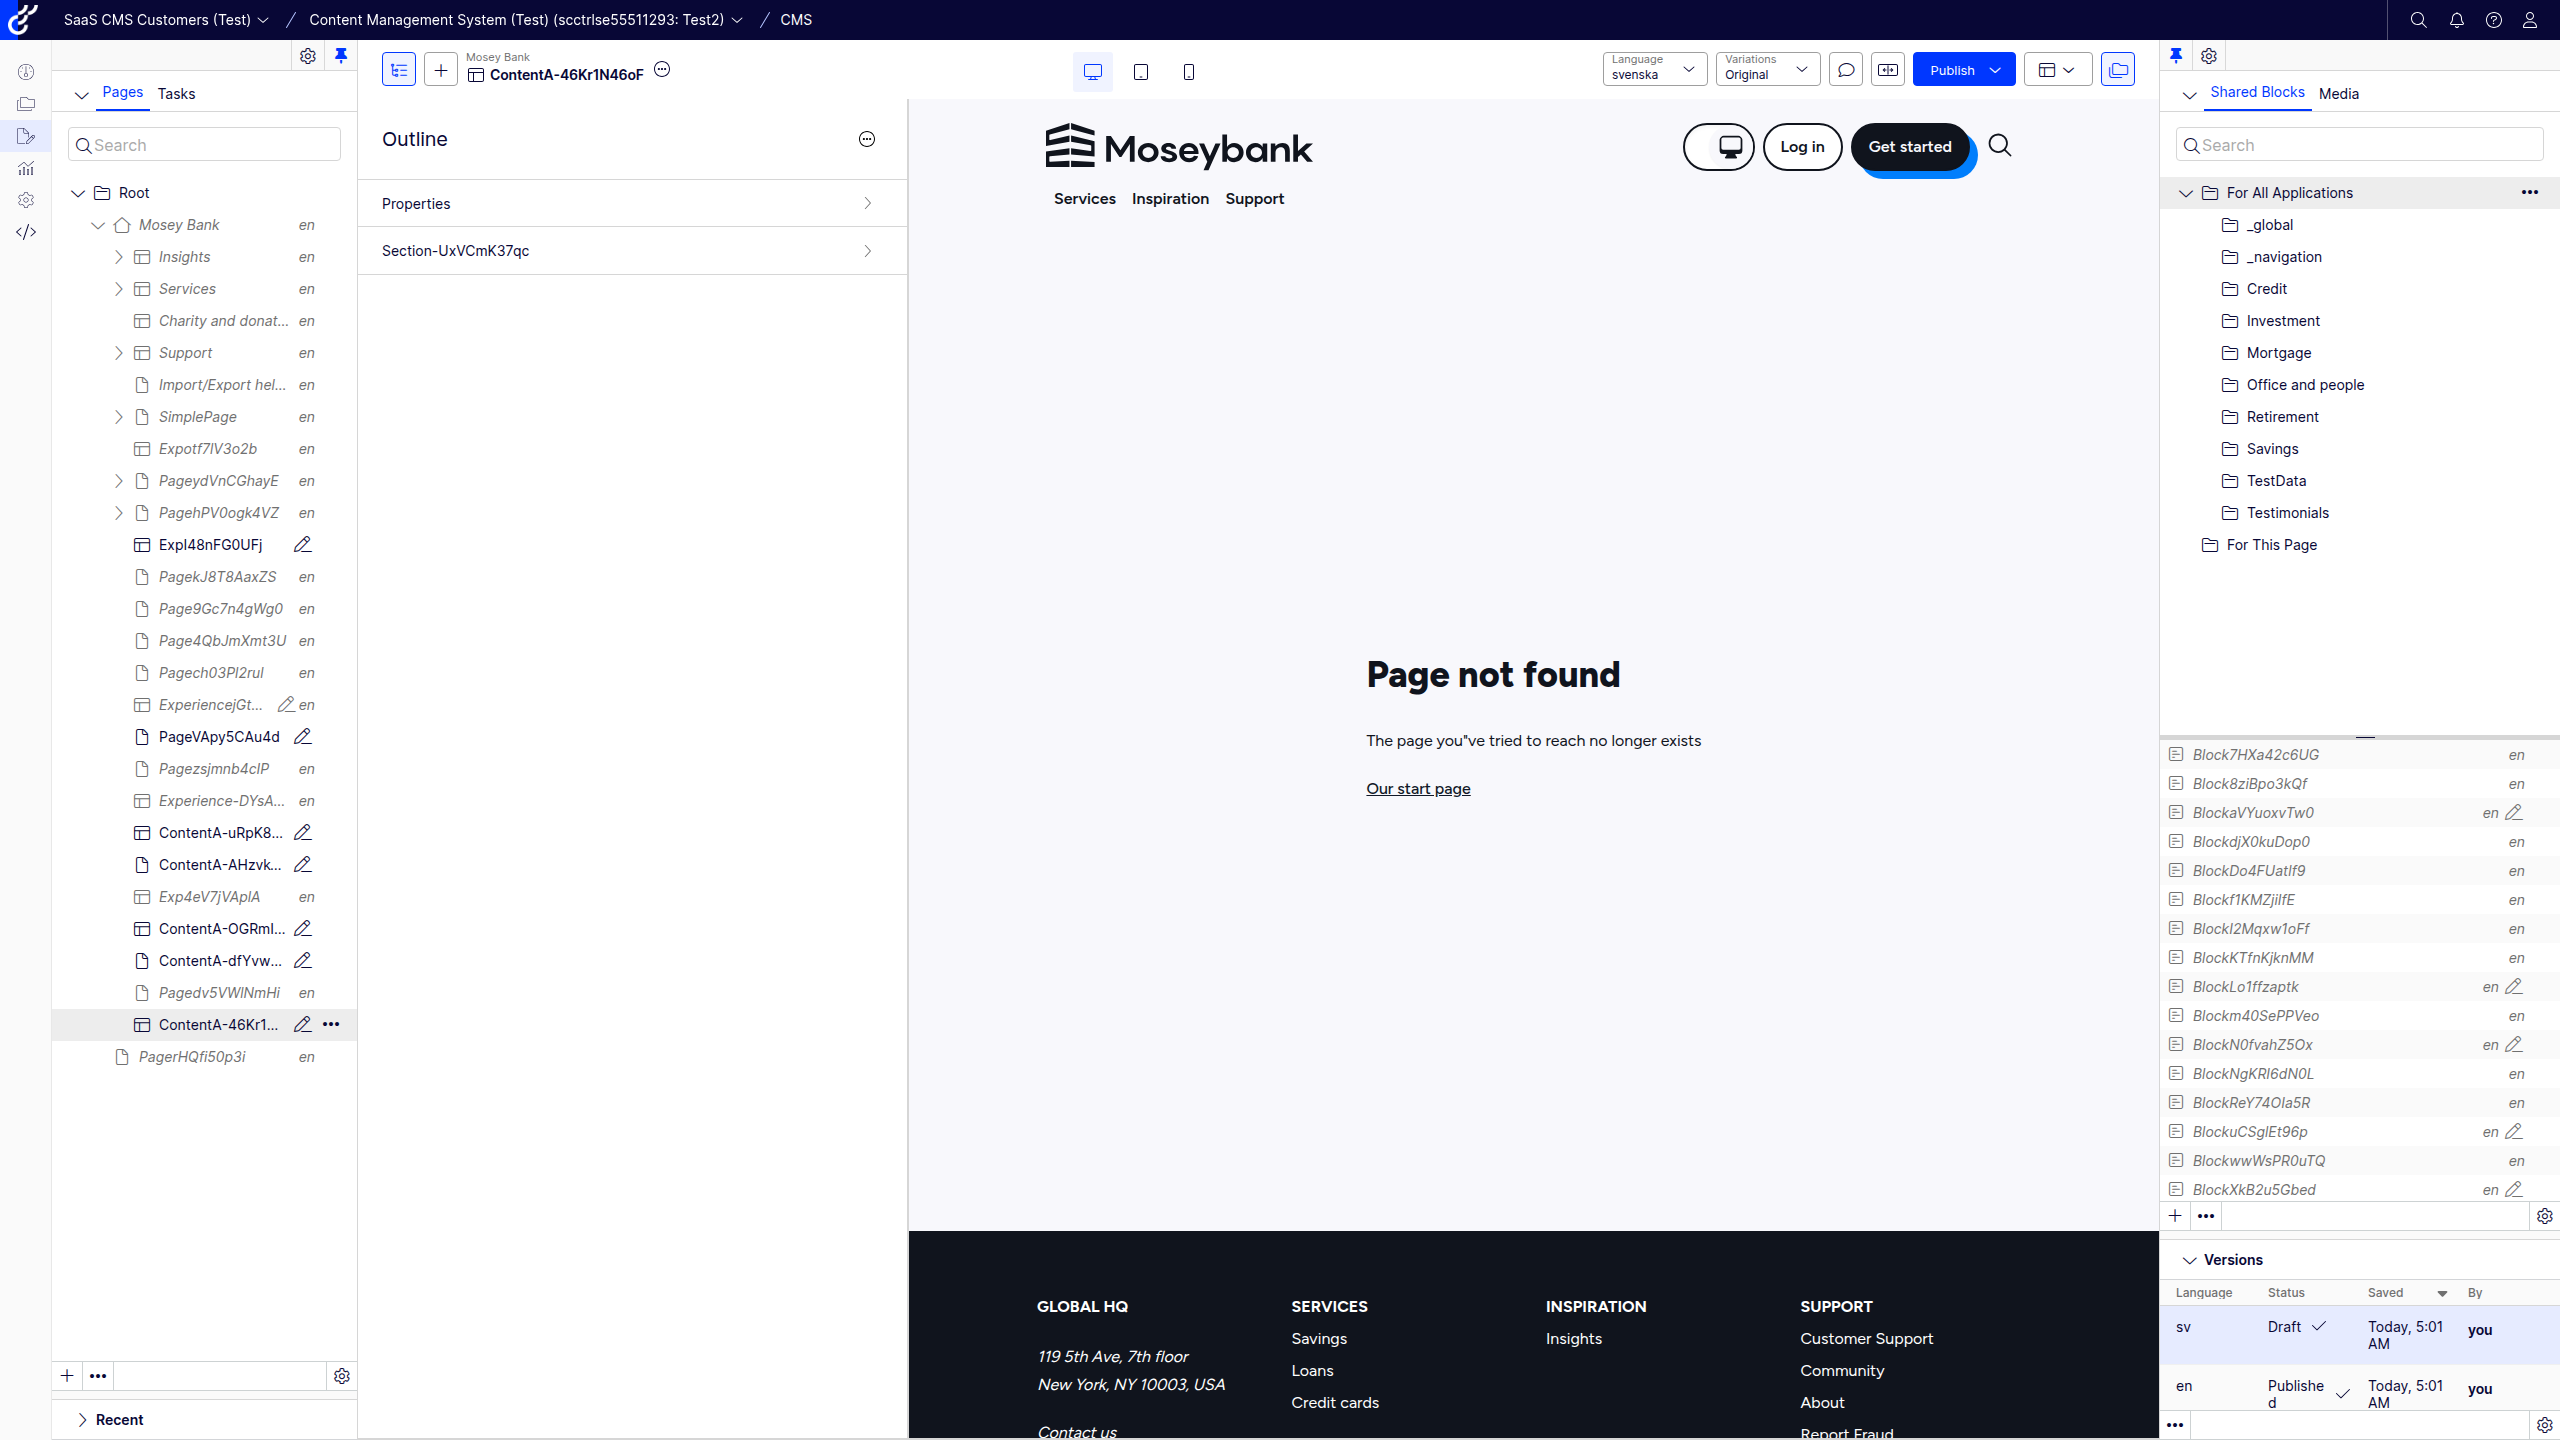 SaaS CMS Customers (Test)
Content Management System (Test) (scctrlse55511293: Test2)
CMS
Pages
Tasks
Search
Root
Mosey Bank en
Insights en
Services en
Charity and donat... en
Support en
Import/Export hel... en
SimplePage en
Expotf7IV3o2b en
PageydVnCGhayE en
PagehPV0ogk4VZ en
ExpI48nFG0UFj
PagekJ8T8AaxZS en
Page9Gc7n4gWg0 en
Page4QbJmXmt3U en
Pagech03PI2rul en
ExperiencejGt... en
PageVApy5CAu4d
Pagezsjmnb4cIP en
Experience-DYsA... en
ContentA-uRpK8...
ContentA-AHzvk...
Exp4eV7jVAplA en
ContentA-OGRmI...
ContentA-dfYvw...
Pagedv5VWlNmHi en
ContentA-46Kr1...
PagerHQfi50p3i en
Recent
Mosey Bank
ContentA-46Kr1N46oF
Language
svenska
Variations
Original
Publish
Outline
Properties
Section-UxVCmK37qc
Moseybank
Log in
Get started
Services
Inspiration
Support
Page not found
The page you"ve tried to reach no longer exists
Our start page
GLOBAL HQ
119 5th Ave, 7th floor
New York, NY 10003, USA
Contact us
SERVICES
Savings
Loans
Credit cards
INSPIRATION
Insights
SUPPORT
Customer Support
Community
About
Report Fraud
Shared Blocks
Media
Search
For All Applications
_global
_navigation
Credit
Investment
Mortgage
Office and people
Retirement
Savings
TestData
Testimonials
For This Page
Block7HXa42c6UG en
Block8ziBpo3kQf en
BlockaVYuoxvTw0 en
BlockdjX0kuDop0 en
BlockDo4FUatIf9 en
Blockf1KMZjiIfE en
BlockI2Mqxw1oFf en
BlockKTfnKjknMM en
BlockLo1ffzaptk en
Blockm40SePPVeo en
BlockN0fvahZ5Ox en
BlockNgKRI6dN0L en
BlockReY74OIa5R en
BlockuCSglEt96p en
BlockwwWsPR0uTQ en
BlockXkB2u5Gbed en
Versions
Language Status Saved By
sv Draft Today, 5:01 AM you
en Published Today, 5:01 AM you